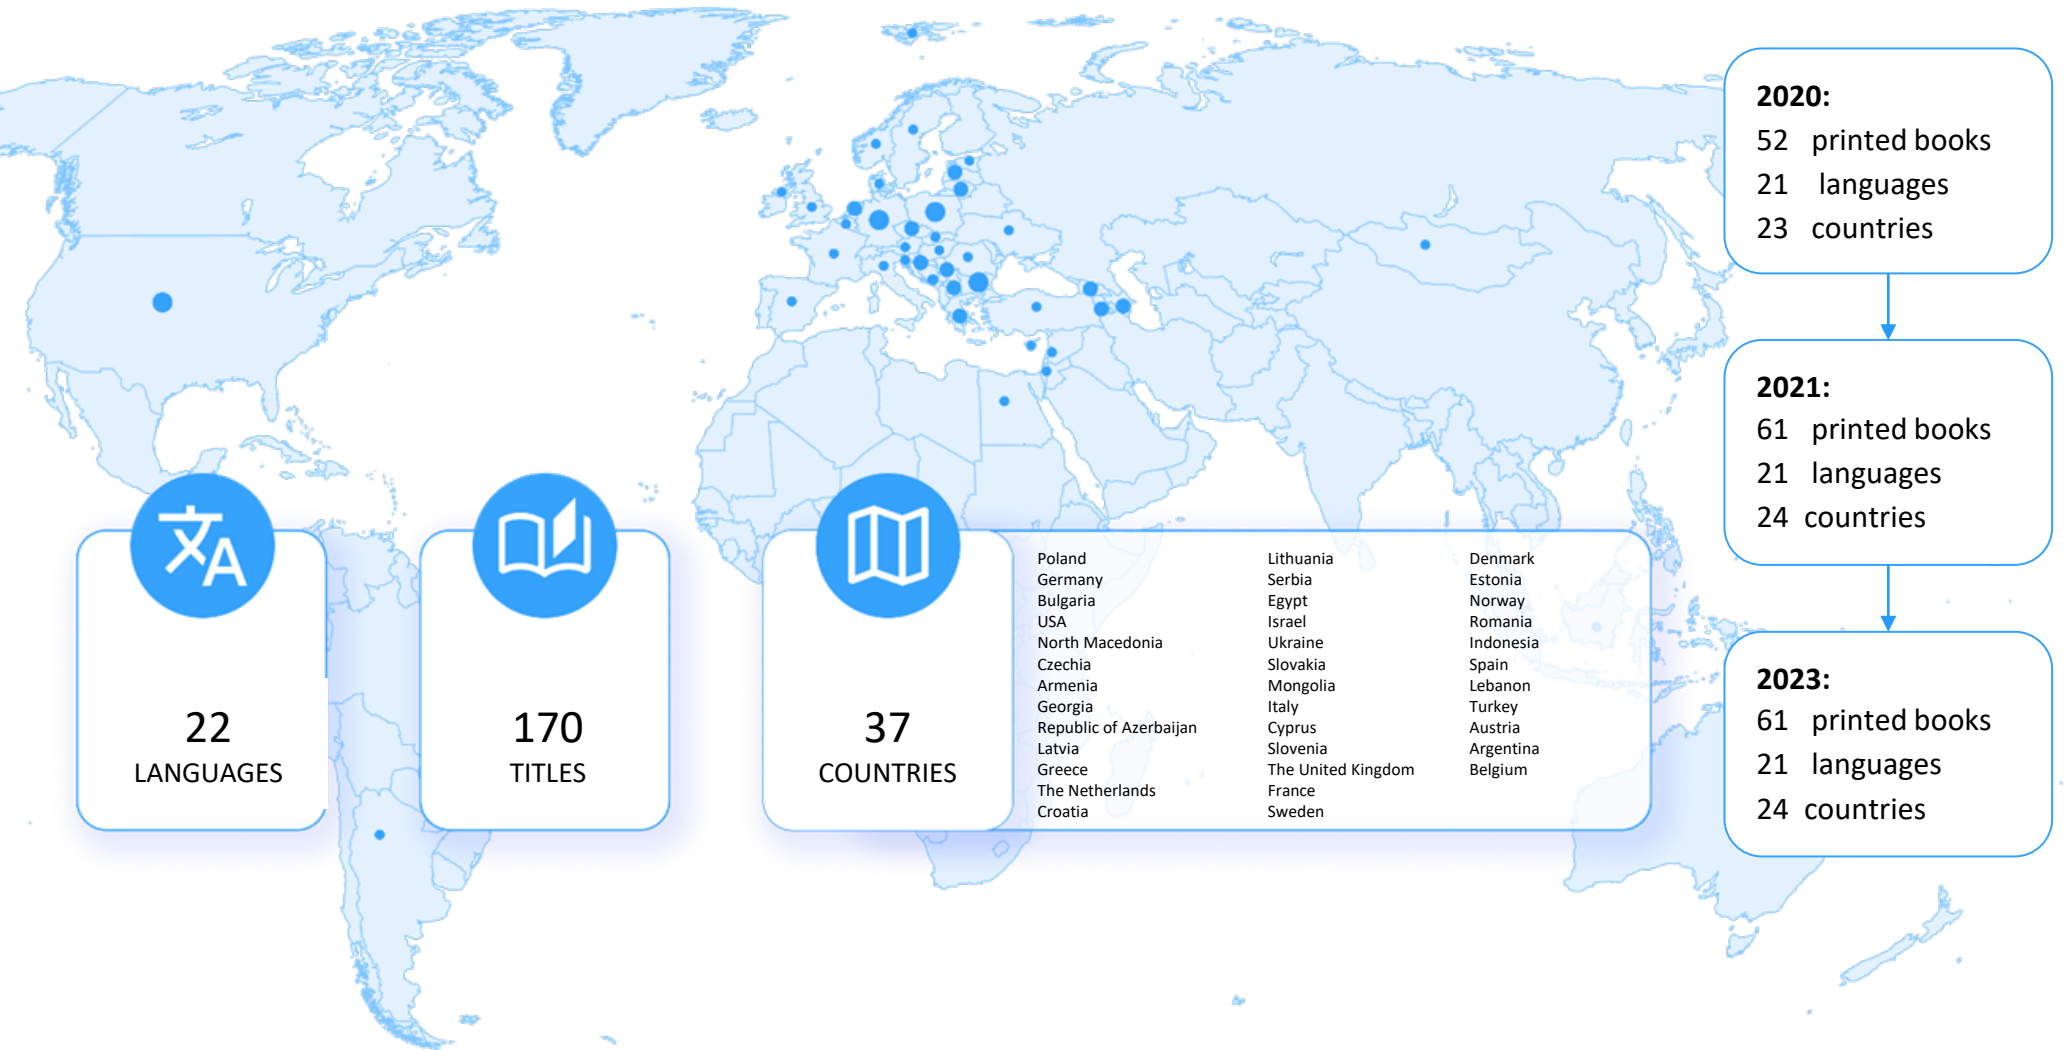 2020:
52 printed books
21 languages
23 countries
2021:
61 printed books
21 languages
24 countries
2023:
61 printed books
21 languages
24 countries
文A
22
LANGUAGES
170
TITLES
37
COUNTRIES
Poland
Germany
Bulgaria
USA
North Macedonia
Czechia
Armenia
Georgia
Republic of Azerbaijan
Latvia
Greece
The Netherlands
Croatia
Lithuania
Serbia
Egypt
Israel
Ukraine
Slovakia
Mongolia
Italy
Cyprus
Slovenia
The United Kingdom
France
Sweden
Denmark
Estonia
Norway
Romania
Indonesia
Spain
Lebanon
Turkey
Austria
Argentina
Belgium